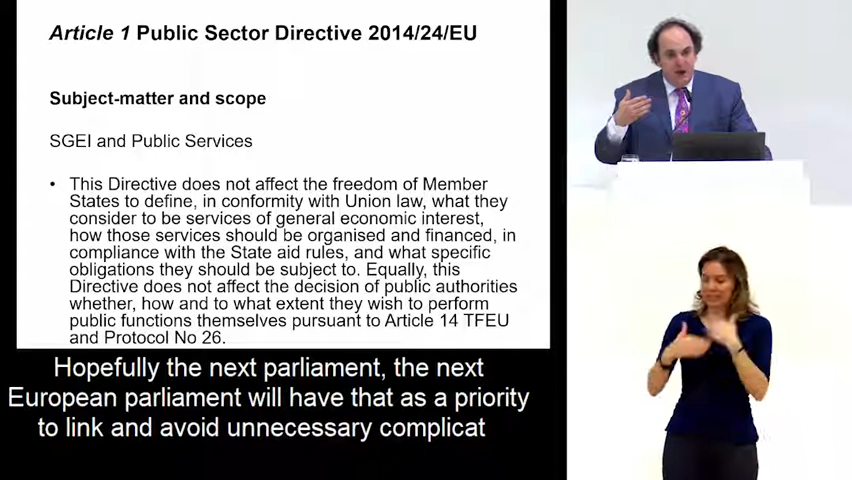 Article 1 Public Sector Directive 2014/24/EU
Subject-matter and scope
SGEI and Public Services
• This Directive does not affect the freedom of Member
States to define, in conformity with Union law, what they
consider to be services of general economic interest,
how those services should be organised and financed, in
compliance with the State aid rules, and what specific
obligations they should be subject to. Equally, this
Directive does not affect the decision of public authorities
whether, how and to what extent they wish to perform
public functions themselves pursuant to Article 14 TFEU
and Protocol No 26.
Hopefully the next parliament, the next
European parliament will have that as a priority
to link and avoid unnecessary complicat